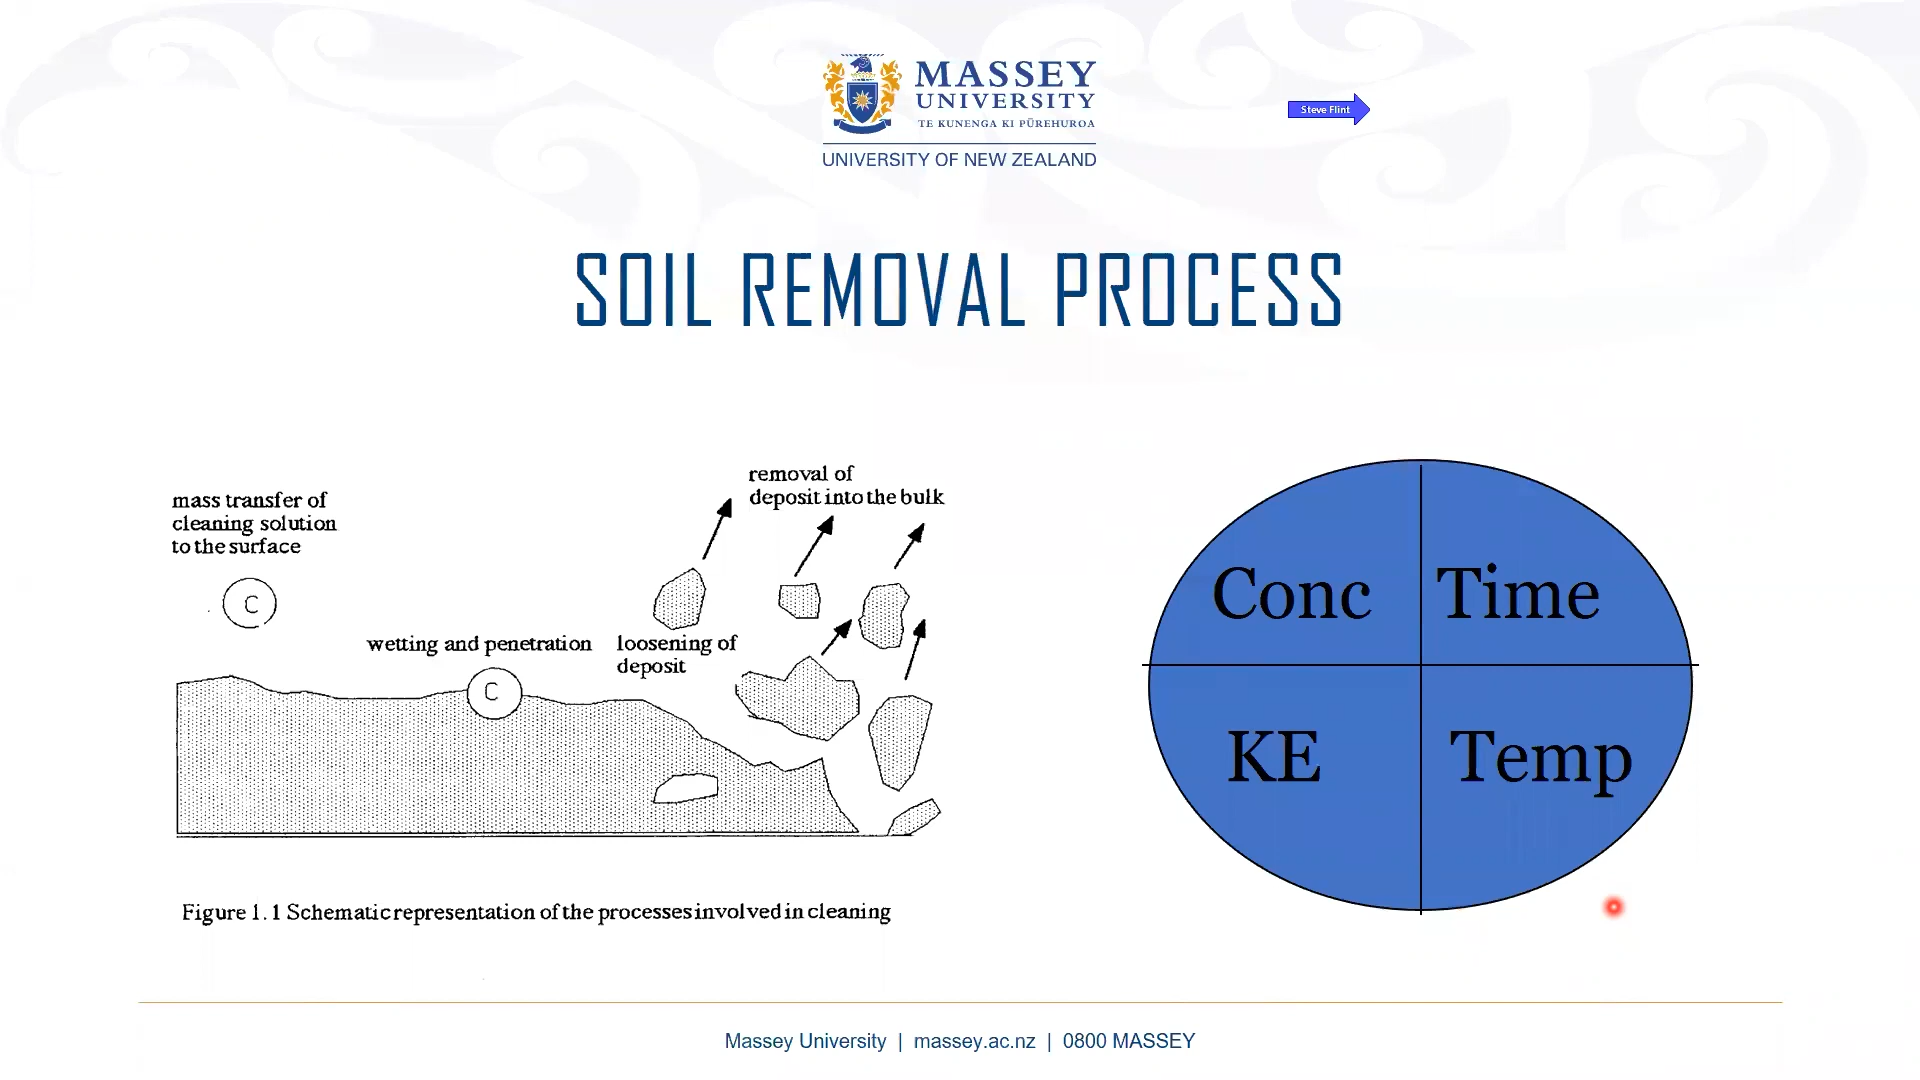 MASSEY
UNIVERSITY
TE KUNENGA KI PŪREHUROA
UNIVERSITY OF NEW ZEALAND
Steve Flint
SOIL REMOVAL PROCESS
mass transfer of
cleaning solution
to the surface
C
wetting and penetration
C
loosening of
deposit
removal of
deposit into the bulk
Figure 1.1 Schematic representation of the processes involved in cleaning
Conc
Time
KE
Temp
Massey University | massey.ac.nz | 0800 MASSEY